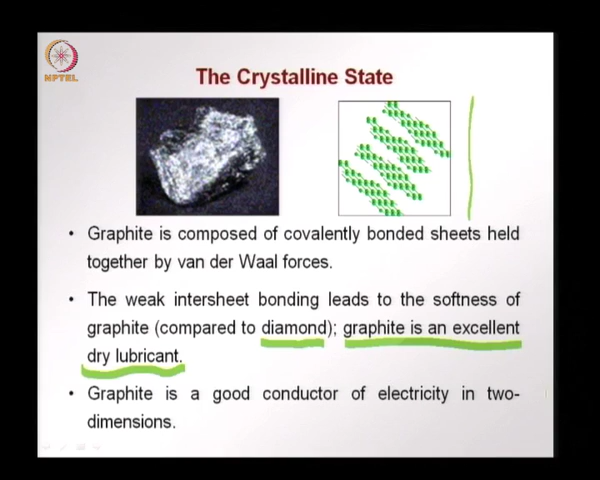 NPTEL
The Crystalline State
• Graphite is composed of covalently bonded sheets held
together by van der Waal forces.
• The weak intersheet bonding leads to the softness of
graphite (compared to diamond); graphite is an excellent
dry lubricant.
• Graphite is a good conductor of electricity in two-
dimensions.